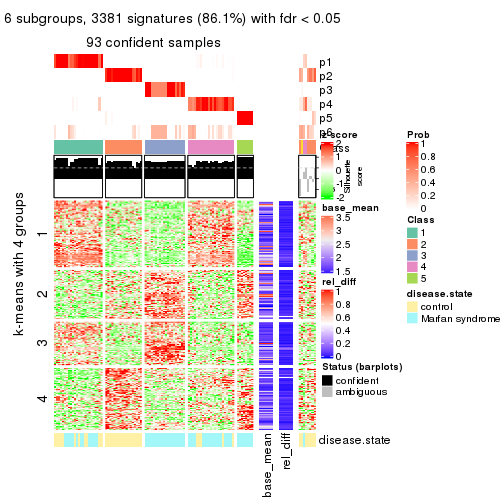 6 subgroups, 3381 signatures (86.1%) with fdr < 0.05
93 confident samples
p1
p2
p3
p4
p5
p6
z-score
2
1
0
-1
-2
Silhouette
score
Prob
1
0.8
0.6
0.4
0.2
0
Class
1
2
3
4
5
disease.state
control
Marfan syndrome
base_mean
3.5
3
2.5
2
1.5
rel_diff
1
0.8
0.6
0.4
0.2
0
Status (barplots)
confident
ambiguous
k-means with 4 groups
1
2
3
4
base_mean
rel_diff
disease.state